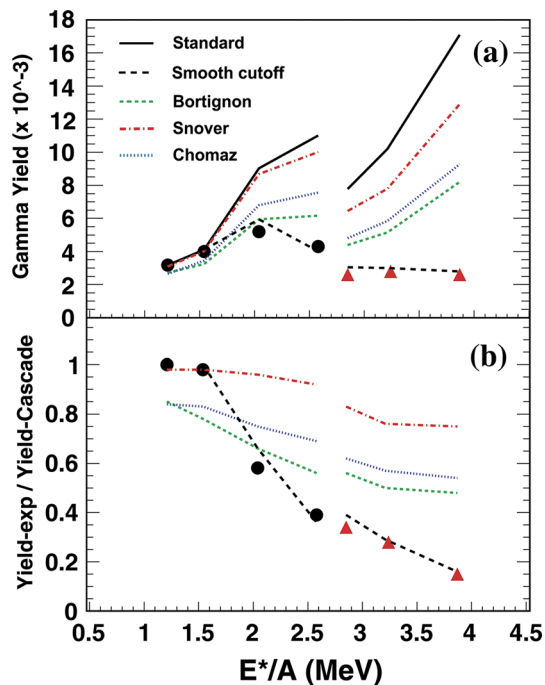 18
16
14
12
10
8
6
4
2
0
Gamma Yield (x 10^-3)
(a)
Standard
Smooth cutoff
Bortignon
Snover
Chomaz
1
0.8
0.6
0.4
0.2
0
Yield-exp / Yield-Cascade
(b)
0.5 1 1.5 2 2.5 3 3.5 4 4.5
E*/A (MeV)